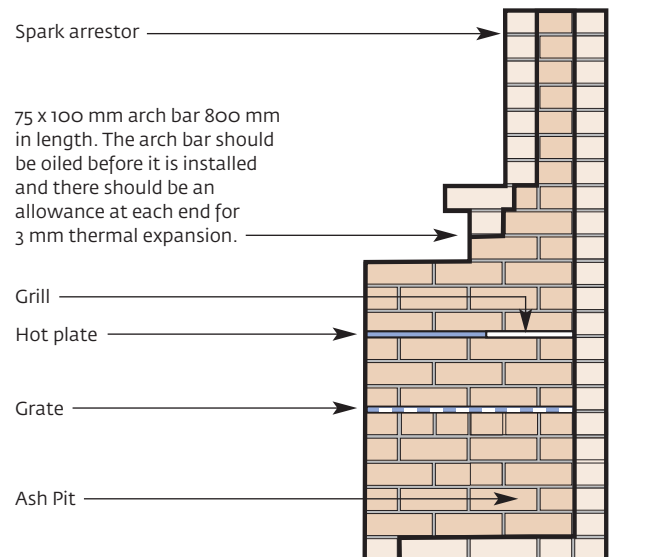 Spark arrestor
75 x 100 mm arch bar 800 mm
in length. The arch bar should
be oiled before it is installed
and there should be an
allowance at each end for
3 mm thermal expansion.
Grill
Hot plate
Grate
Ash Pit